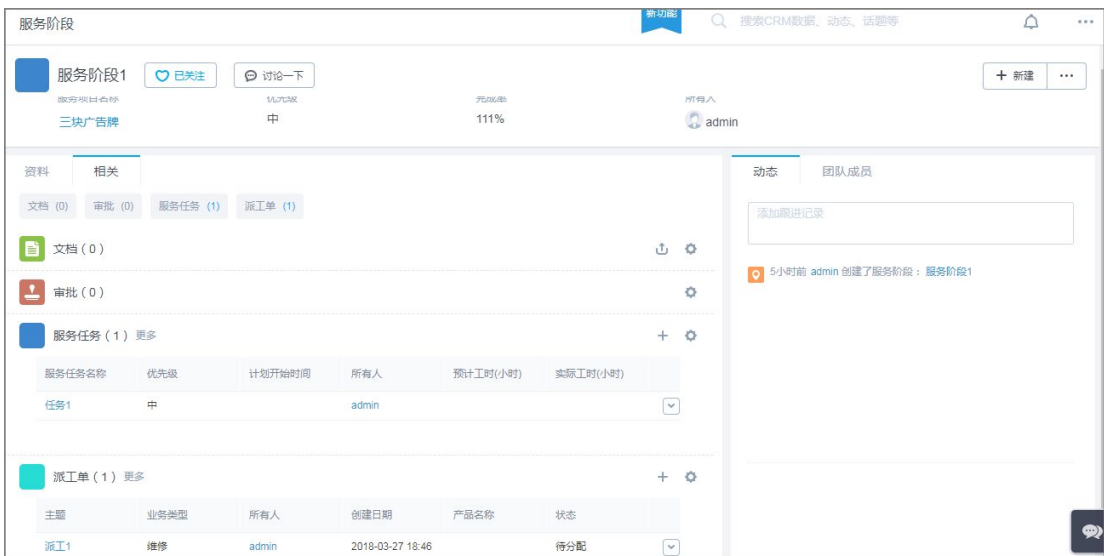 服务阶段
新功能
搜索CRM数据、动态、话题等
服务阶段1
已关注
讨论一下
+ 新建
服务项目名称 优先级 完成率 所有人
三块广告牌 中 111% admin
资料 相关
文档 (0) 审批 (0) 服务任务 (1) 派工单 (1)
文档 ( 0 )
审批 ( 0 )
服务任务 ( 1 ) 更多
服务任务名称 优先级 计划开始时间 所有人 预计工时(小时) 实际工时(小时)
任务1 中 admin
派工单 ( 1 ) 更多
主题 业务类型 所有人 创建日期 产品名称 状态
派工1 维修 admin 2018-03-27 18:46 待分配
动态 团队成员
添加跟进记录
5小时前 admin 创建了服务阶段： 服务阶段1